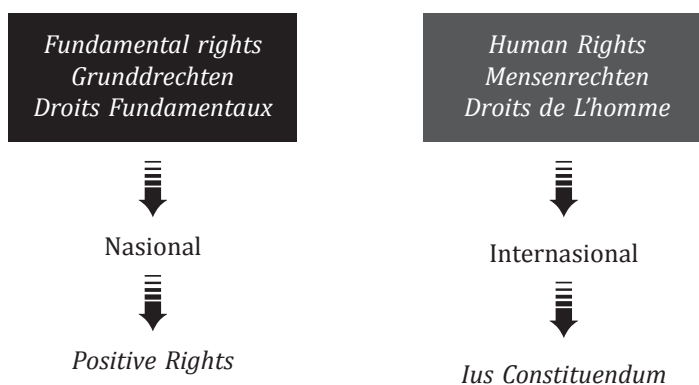 Fundamental rights
Grunddrechten
Droits Fundamentaux
Nasional
Positive Rights
Human Rights
Mensenrechten
Droits de L’homme
Internasional
Ius Constituendum